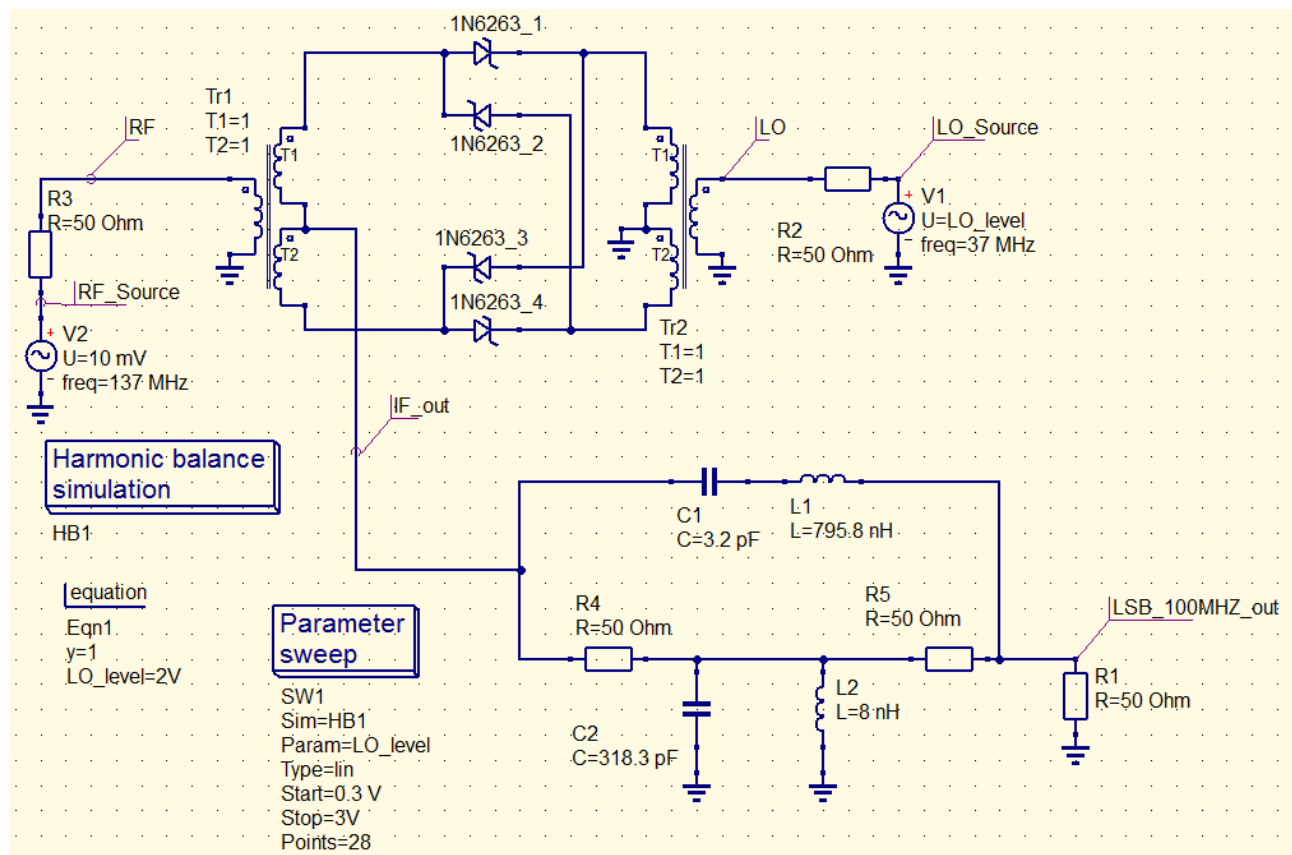 1N6263_1
Tr1
T1=1
T2=1
RF
1N6263_2
LO
LO_Source
T1
T1
R3
R=50 Ohm
V1
U=LO_level
freq=37 MHz
R2
R=50 Ohm
1N6263_3
T2
T2
RF_Source
1N6263_4
V2
U=10 mV
freq=137 MHz
Tr2
T1=1
T2=1
IF_out
Harmonic balance
simulation
HB1
C1
C=3.2 pF
L1
L=795.8 nH
equation
Eqn1
y=1
LO_level=2V
Parameter
sweep
SW1
Sim=HB1
Param=LO_level
Type=lin
Start=0.3 V
Stop=3V
Points=28
R4
R=50 Ohm
R5
R=50 Ohm
LSB_100MHZ_out
L2
L=8 nH
R1
R=50 Ohm
C2
C=318.3 pF